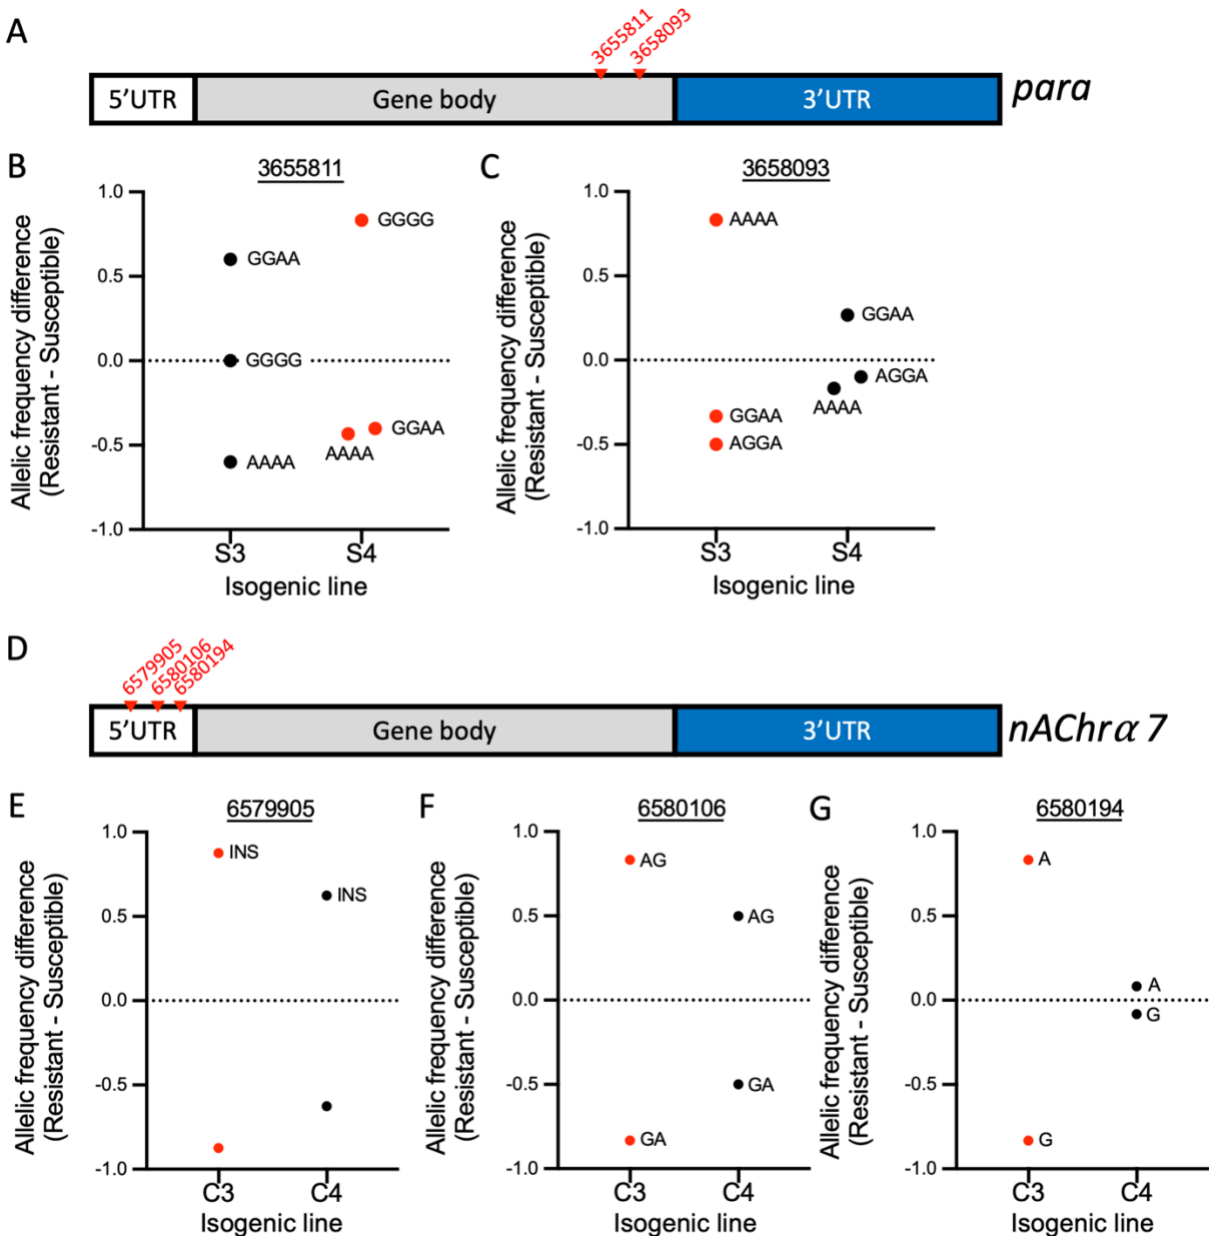 A
3655811
3658093
5'UTR
Gene body
3'UTR
para
B
3655811
Allelic frequency difference
(Resistant - Susceptible)
1.0
0.5
0.0
-0.5
-1.0
GGAA
GGGG
AAAA
GGGG
GGAA
AAAA
S3
S4
Isogenic line
C
3658093
Allelic frequency difference
(Resistant - Susceptible)
1.0
0.5
0.0
-0.5
-1.0
AAAA
GGAA
AGGA
GGAA
AGGA
AAAA
S3
S4
Isogenic line
D
6579905
6580106
6580194
5'UTR
Gene body
3'UTR
nAChrα7
E
6579905
Allelic frequency difference
(Resistant - Susceptible)
1.0
0.5
0.0
-0.5
-1.0
INS
INS
C3
C4
Isogenic line
F
6580106
Allelic frequency difference
(Resistant - Susceptible)
1.0
0.5
0.0
-0.5
-1.0
AG
GA
AG
GA
C3
C4
Isogenic line
G
6580194
Allelic frequency difference
(Resistant - Susceptible)
1.0
0.5
0.0
-0.5
-1.0
A
G
A
G
C3
C4
Isogenic line